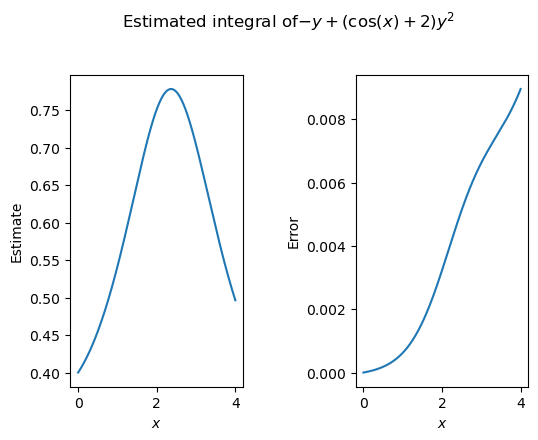 Estimated integral of−y + (cos(x) + 2)y²
Estimate
0.75
0.70
0.65
0.60
0.55
0.50
0.45
0.40
0 2 4
x
Error
0.008
0.006
0.004
0.002
0.000
0 2 4
x